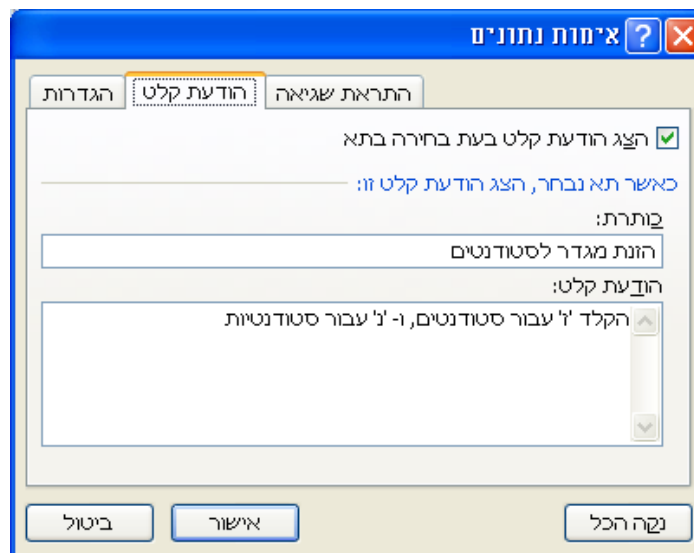 אימות נתונים
הגדרות
הודעת קלט
התראת שגיאה
הצג הודעת קלט בעת בחירה בתא
כאשר תא נבחר, הצג הודעת קלט זו:
כותרת:
הזנת מגדר לסטודנטים
הודעת קלט:
הקלד 'ז' עבור סטודנטים, ו- 'נ' עבור סטודנטיות
נקה הכל
אישור
ביטול